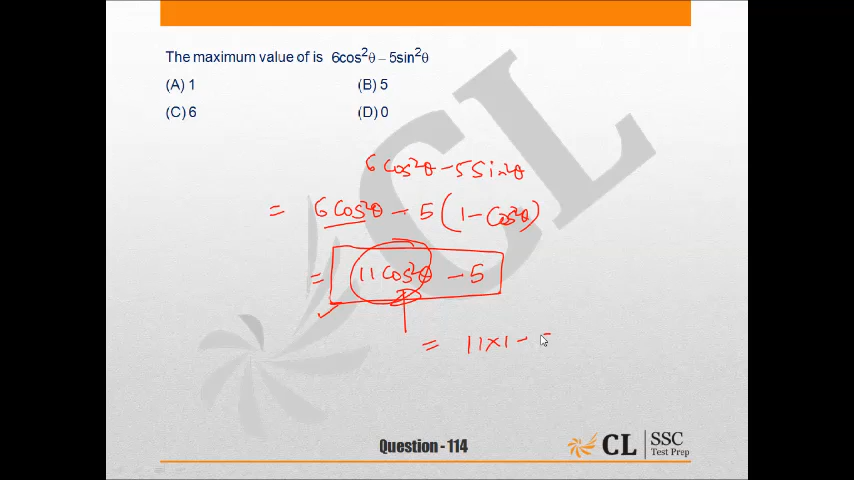 The maximum value of is 6cos²θ – 5sin²θ
(A) 1 (B) 5
(C) 6 (D) 0
6cos²θ – 5Sin²θ
= 6cos²θ – 5(1 – cos²θ)
= 11cos²θ – 5
= 11×1 –
Question - 114
CL SSC Test Prep
CL